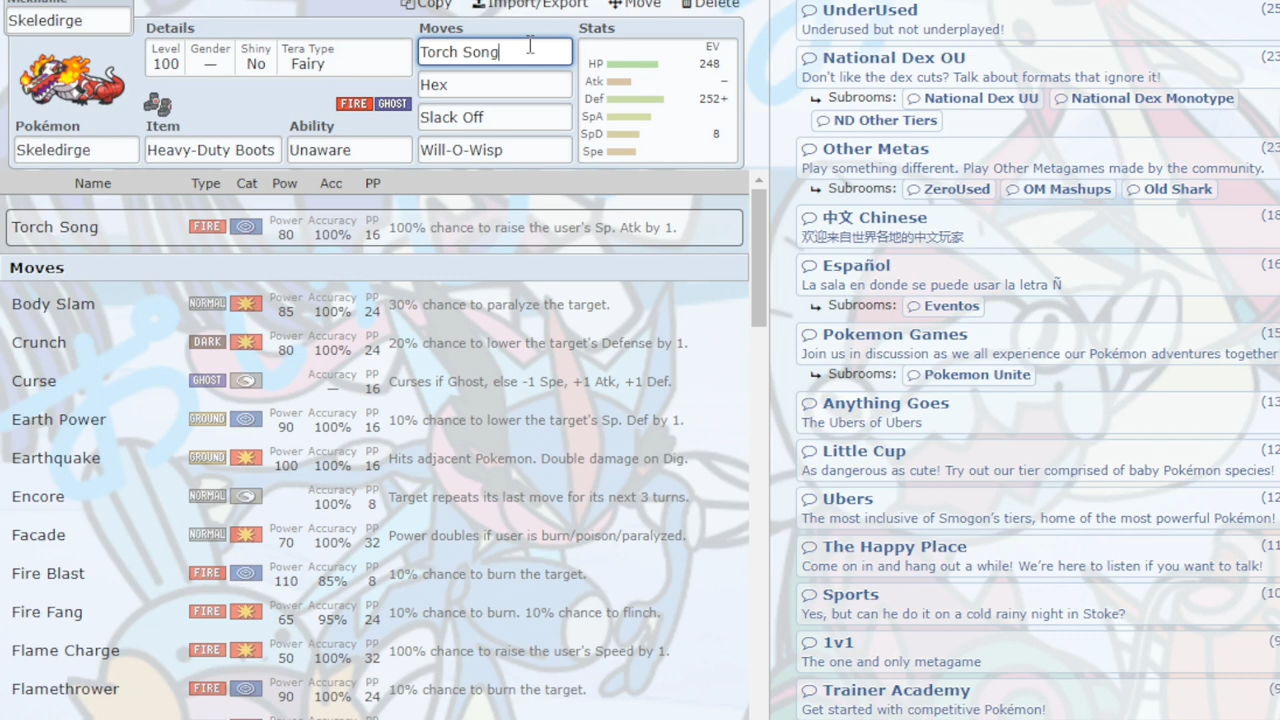 Nickname
Copy Import/Export Move Delete
Skeledirge
Details
Moves
Stats
Level Gender Shiny Tera Type
100 — No Fairy
FIRE GHOST
Pokémon
Item
Ability
Skeledirge
Heavy-Duty Boots
Unaware
Torch Song
Hex
Slack Off
Will-O-Wisp
EV
HP 248
Atk –
Def 252+
SpA
SpD 8
Spe
Name Type Cat Pow Acc PP
Torch Song FIRE Power 80 Accuracy 100% PP 16 100% chance to raise the user's Sp. Atk by 1.
Moves
Body Slam NORMAL Power 85 Accuracy 100% PP 24 30% chance to paralyze the target.
Crunch DARK Power 80 Accuracy 100% PP 24 20% chance to lower the target's Defense by 1.
Curse GHOST Accuracy — PP 16 Curses if Ghost, else -1 Spe, +1 Atk, +1 Def.
Earth Power GROUND Power 90 Accuracy 100% PP 16 10% chance to lower the target's Sp. Def by 1.
Earthquake GROUND Power 100 Accuracy 100% PP 16 Hits adjacent Pokemon. Double damage on Dig.
Encore NORMAL Accuracy 100% PP 8 Target repeats its last move for its next 3 turns.
Facade NORMAL Power 70 Accuracy 100% PP 32 Power doubles if user is burn/poison/paralyzed.
Fire Blast FIRE Power 110 Accuracy 85% PP 8 10% chance to burn the target.
Fire Fang FIRE Power 65 Accuracy 95% PP 24 10% chance to burn. 10% chance to flinch.
Flame Charge FIRE Power 50 Accuracy 100% PP 32 100% chance to raise the user's Speed by 1.
Flamethrower FIRE Power 90 Accuracy 100% PP 24 10% chance to burn the target.
UnderUsed
Underused but not underplayed!
National Dex OU
Don't like the dex cuts? Talk about formats that ignore it!
Subrooms: National Dex UU National Dex Monotype
ND Other Tiers
Other Metas
Play something different. Play Other Metagames made by the community.
Subrooms: ZeroUsed OM Mashups Old Shark
中文 Chinese
欢迎来自世界各地的中文玩家
Español
La sala en donde se puede usar la letra Ñ
Subrooms: Eventos
Pokemon Games
Join us in discussion as we all experience our Pokémon adventures together
Subrooms: Pokemon Unite
Anything Goes
The Ubers of Ubers
Little Cup
As dangerous as cute! Try out our tier comprised of baby Pokémon species!
Ubers
The most inclusive of Smogon's tiers, home of the most powerful Pokémon!
The Happy Place
Come on in and hang out a while! We're here to listen if you want to talk!
Sports
Yes, but can he do it on a cold rainy night in Stoke?
1v1
The one and only metagame
Trainer Academy
Get started with competitive Pokémon!